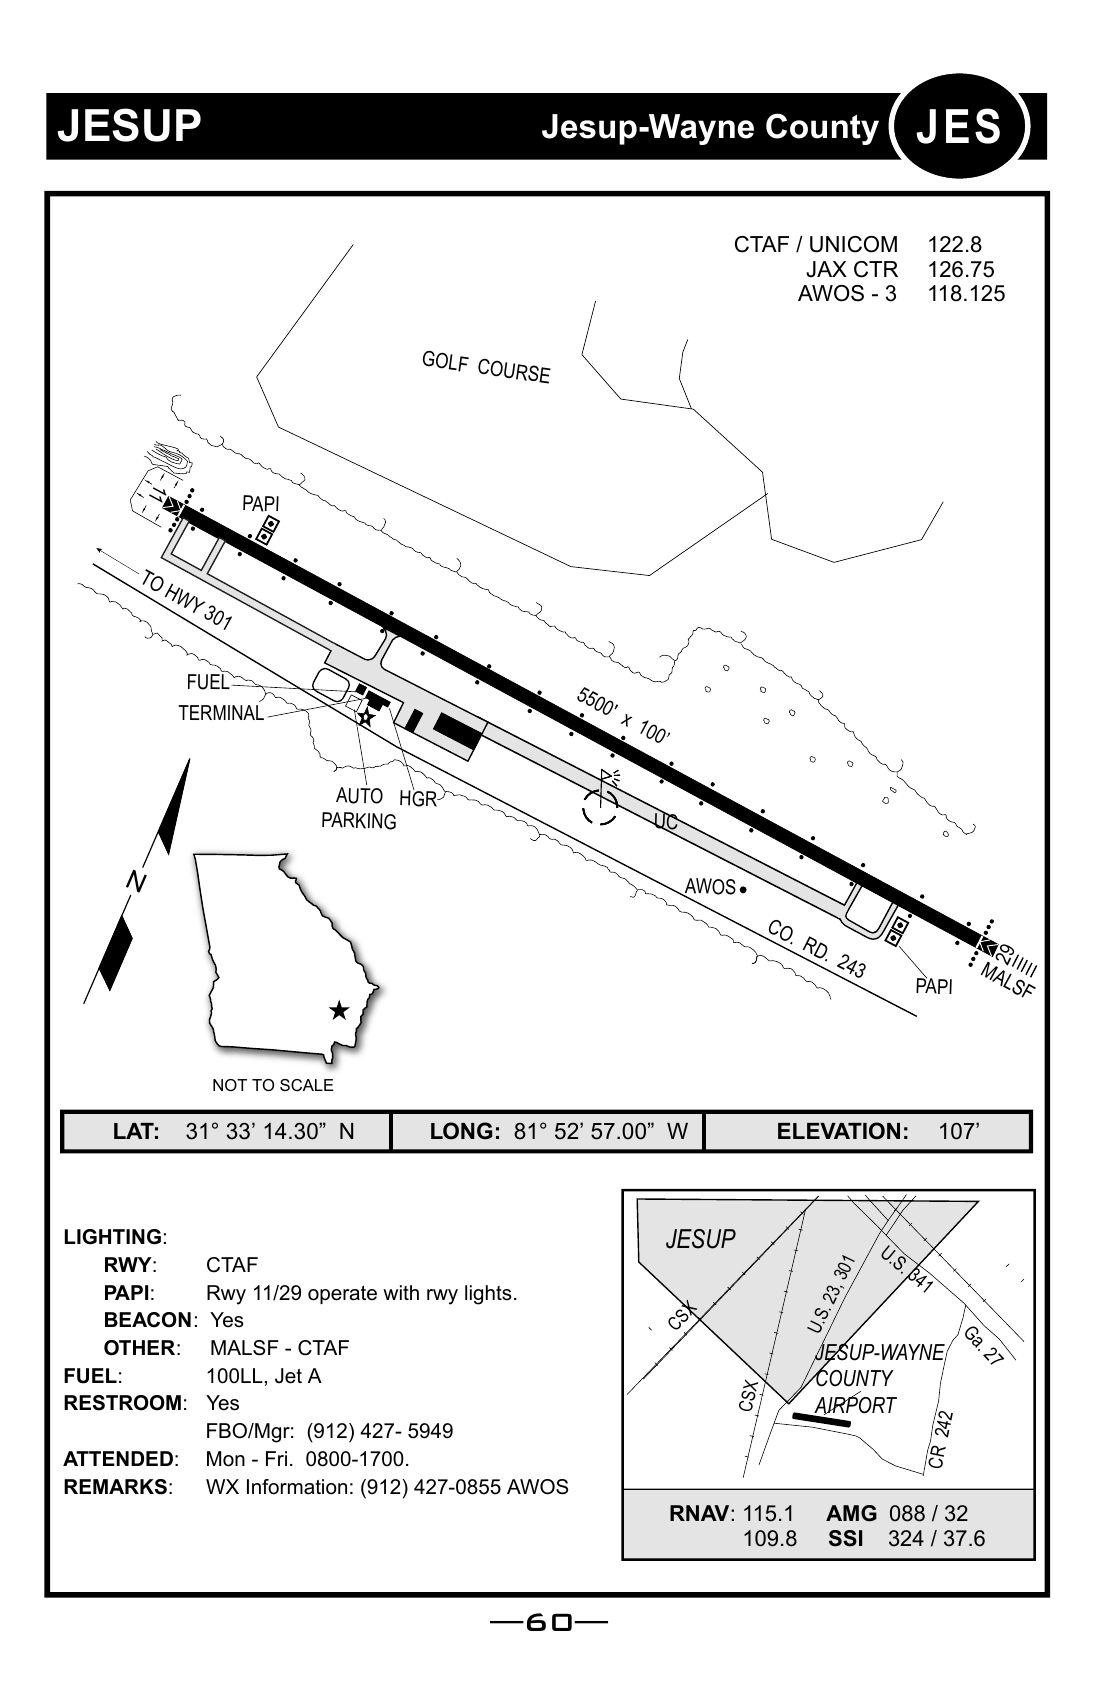 JESUP
Jesup-Wayne County
JES
CTAF / UNICOM 122.8
JAX CTR 126.75
AWOS - 3 118.125
GOLF COURSE
11
PAPI
TO HWY 301
FUEL
TERMINAL
5500’ x 100’
AUTO
PARKING
HGR
UC
N
AWOS
CO. RD. 243
29
MALSF
PAPI
NOT TO SCALE
LAT: 31° 33’ 14.30” N LONG: 81° 52’ 57.00” W ELEVATION: 107’
LIGHTING:
RWY: CTAF
PAPI: Rwy 11/29 operate with rwy lights.
BEACON: Yes
OTHER: MALSF - CTAF
FUEL: 100LL, Jet A
RESTROOM: Yes
FBO/Mgr: (912) 427- 5949
ATTENDED: Mon - Fri. 0800-1700.
REMARKS: WX Information: (912) 427-0855 AWOS
JESUP
U.S. 341
U.S. 23, 301
CSX
Ga. 27
JESUP-WAYNE
COUNTY
AIRPORT
CSX
CR 242
RNAV: 115.1 AMG 088 / 32
109.8 SSI 324 / 37.6
60